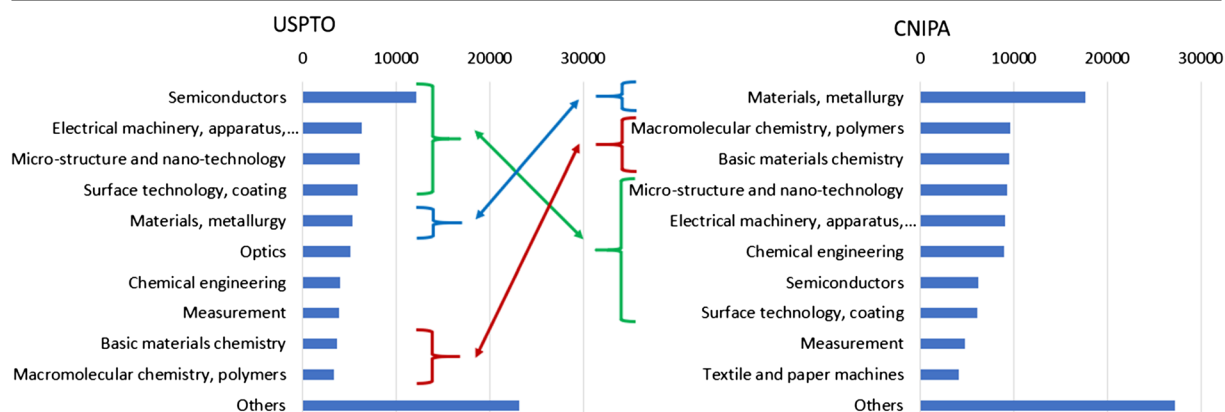 USPTO
0 10000 20000 30000
Semiconductors
Electrical machinery, apparatus,...
Micro-structure and nano-technology
Surface technology, coating
Materials, metallurgy
Optics
Chemical engineering
Measurement
Basic materials chemistry
Macromolecular chemistry, polymers
Others
CNIPA
0 10000 20000 30000
Materials, metallurgy
Macromolecular chemistry, polymers
Basic materials chemistry
Micro-structure and nano-technology
Electrical machinery, apparatus,...
Chemical engineering
Semiconductors
Surface technology, coating
Measurement
Textile and paper machines
Others